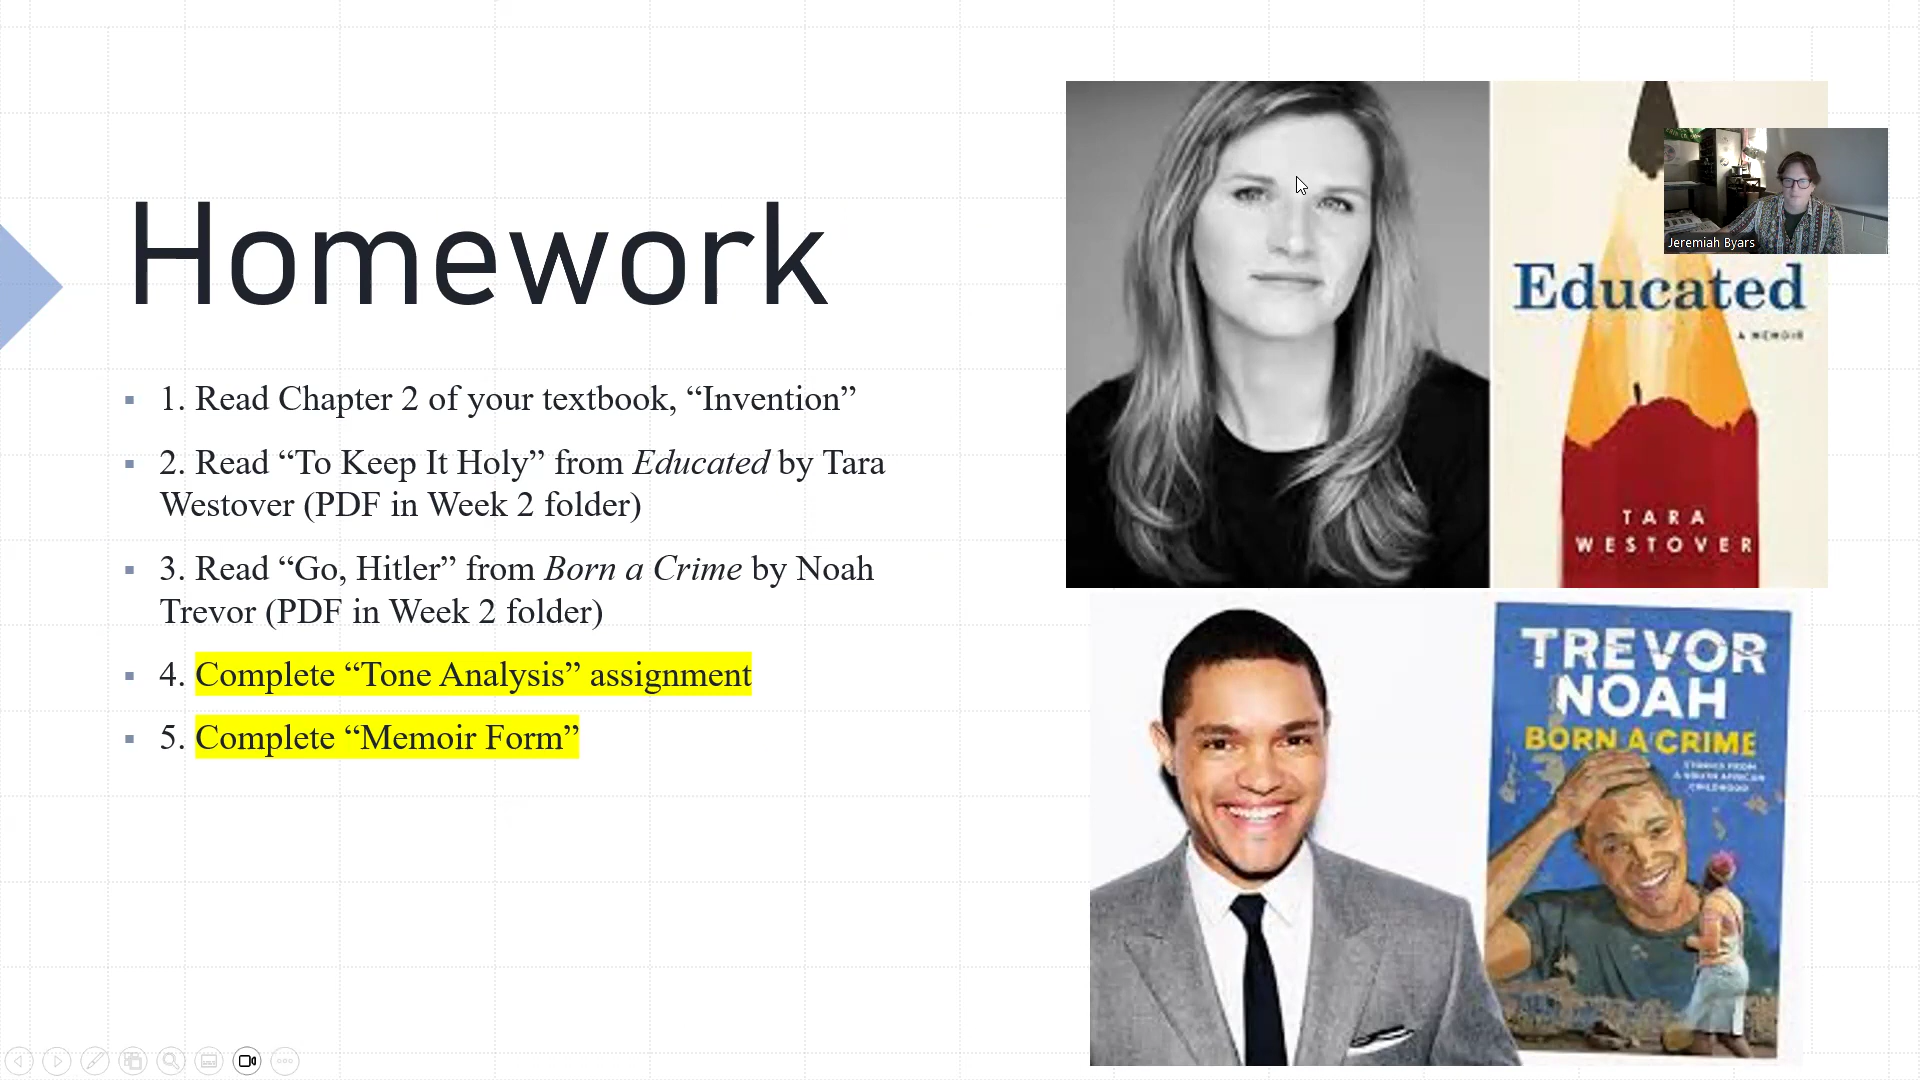 Homework
1. Read Chapter 2 of your textbook, “Invention”
2. Read “To Keep It Holy” from Educated by Tara
Westover (PDF in Week 2 folder)
3. Read “Go, Hitler” from Born a Crime by Noah
Trevor (PDF in Week 2 folder)
4. Complete “Tone Analysis” assignment
5. Complete “Memoir Form”
Jeremiah Byars
Educated
A MEMOIR
TARA
WESTOVER
TREVOR
NOAH
BORN A CRIME
STORIES FROM
A SOUTH AFRICAN
CHILDHOOD